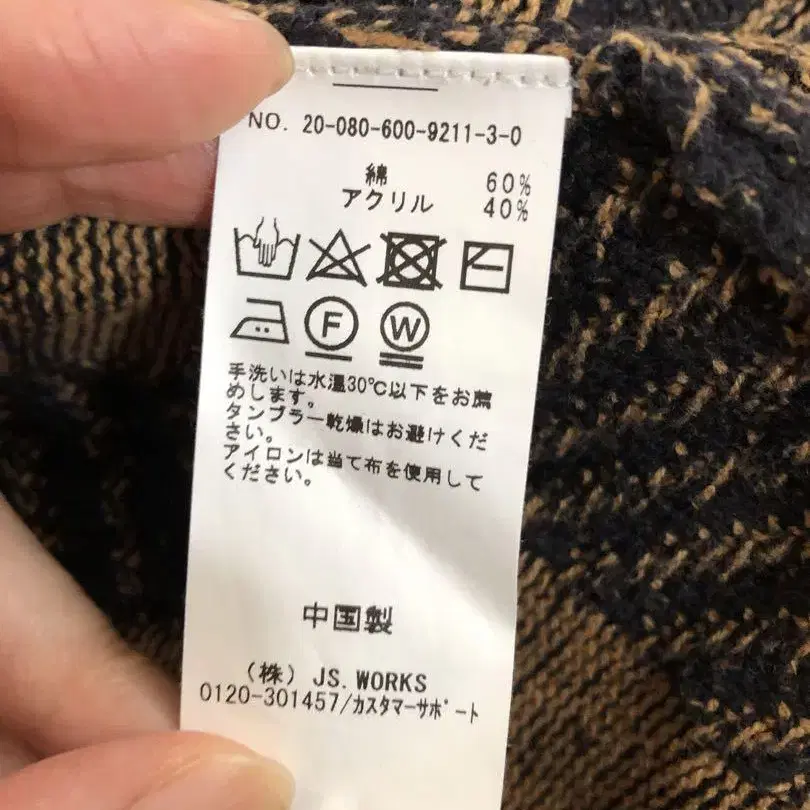 NO. 20-080-600-9211-3-0
綿 60%
アクリル 40%
F W
手洗いは水温30℃以下をお薦
めします。
タンブラー乾燥はお避けくだ
さい。
アイロンは当て布を使用して
ください。
中国製
(株) JS.WORKS
0120-301457/カスタマーサポート